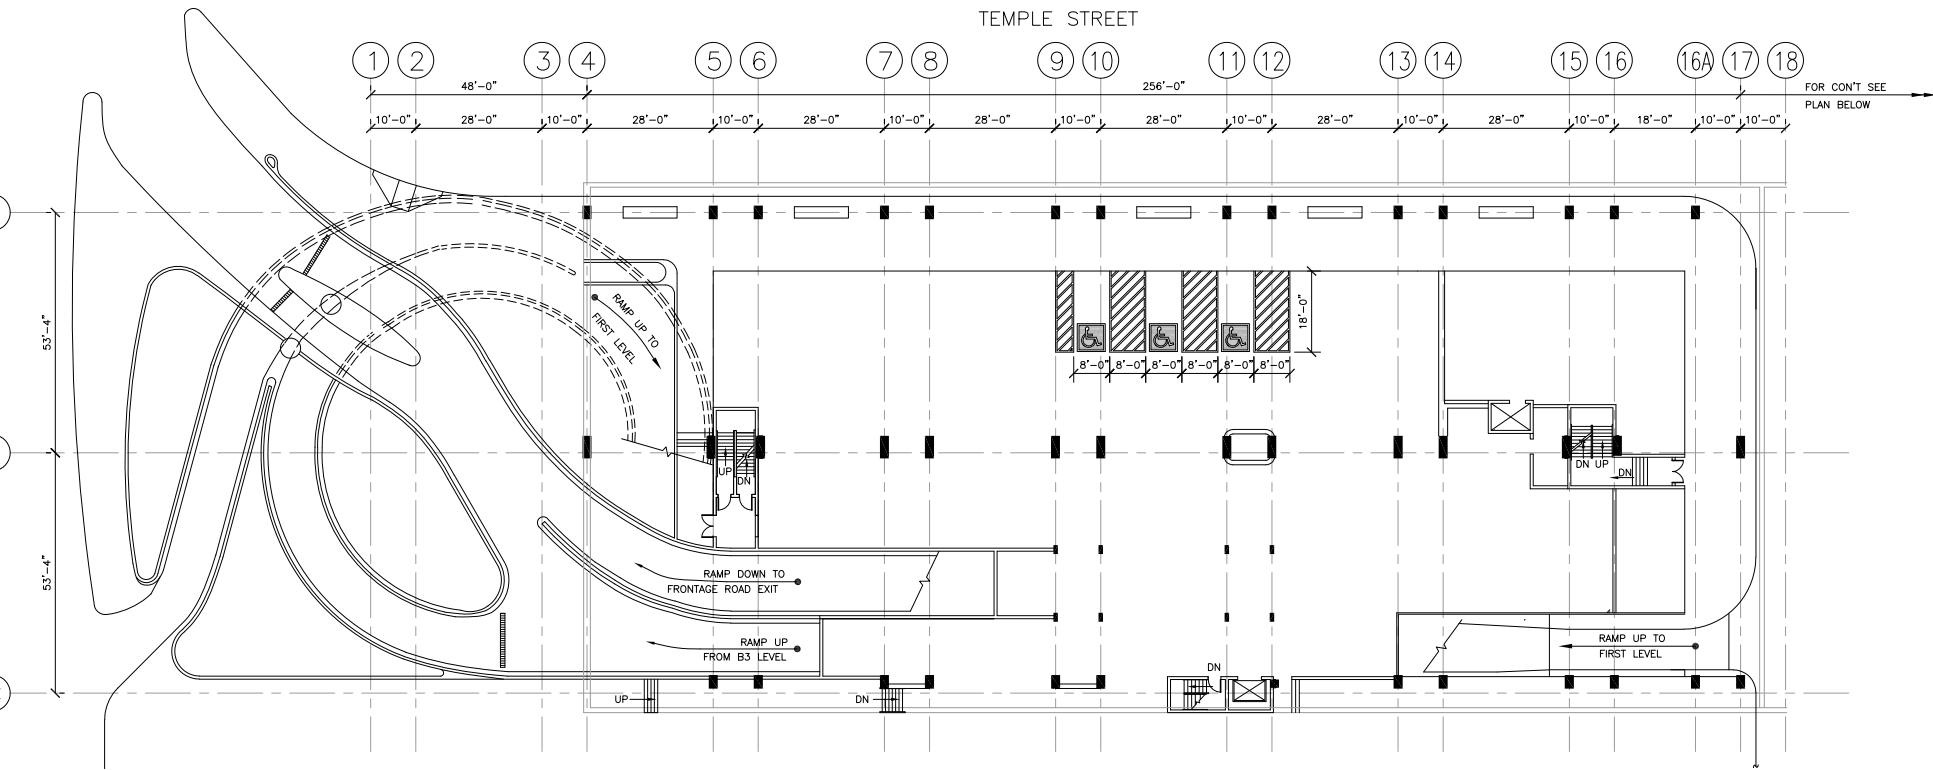 TEMPLE STREET
1 2 3 4 5 6 7 8 9 10 11 12 13 14 15 16 16A 17 18
48'-0" 256'-0" FOR CON'T SEE
PLAN BELOW
10'-0" 28'-0" 10'-0" 28'-0" 10'-0" 28'-0" 10'-0" 28'-0" 10'-0" 28'-0" 10'-0" 28'-0" 10'-0" 28'-0" 10'-0" 18'-0" 10'-0" 10'-0"
53'-4"
RAMP UP TO
FIRST LEVEL
18'-0"
8'-0" 8'-0" 8'-0" 8'-0" 8'-0" 8'-0"
UP
DN
DN UP
DN
53'-4"
RAMP DOWN TO
FRONTAGE ROAD EXIT
RAMP UP
FROM B3 LEVEL
RAMP UP TO
FIRST LEVEL
UP
DN
DN